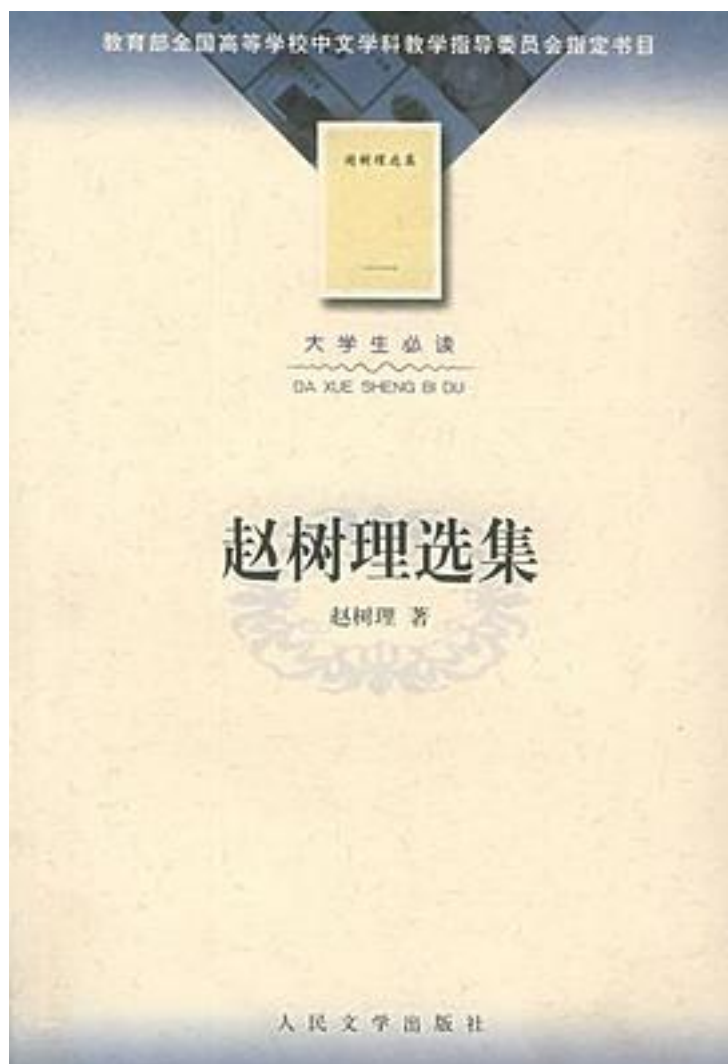 教育部全国高等学校中文学科教学指导委员会指定书目
赵树理选集
大学生必读
DA XUE SHENG BI DU
赵树理选集
赵树理 著
人民文学出版社